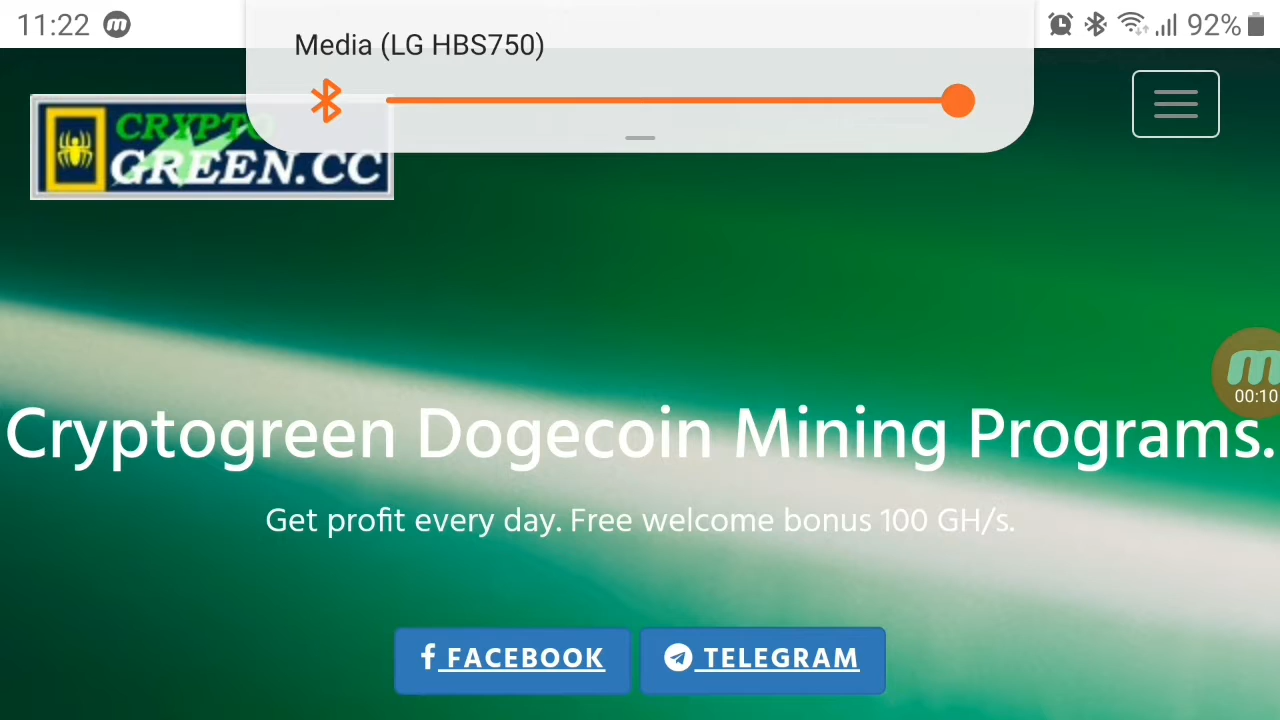 11:22
92%
Media (LG HBS750)
CRYPTO
GREEN.CC
m
00:10
Cryptogreen Dogecoin Mining Programs.
Get profit every day. Free welcome bonus 100 GH/s.
FACEBOOK
TELEGRAM